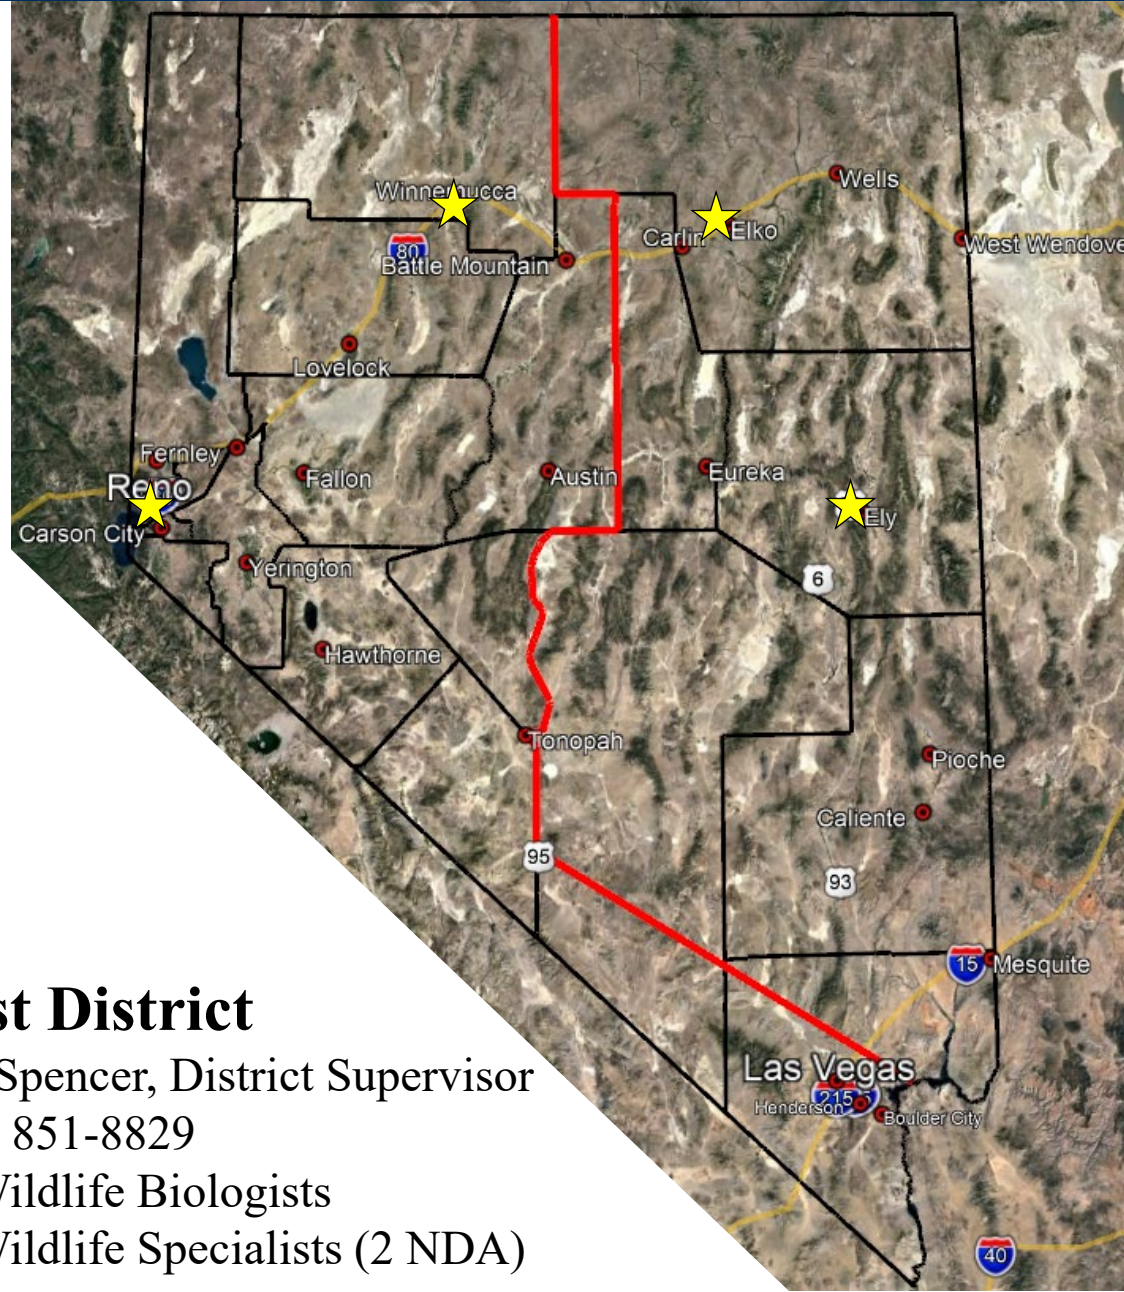 Winnemucca
Wells
Elko
Carlin
West Wendove
80
Battle Mountain
Lovelock
Fernley
Fallon
Austin
Eureka
Reno
Ely
Carson City
Yerington
6
Hawthorne
Tonopah
Pioche
Caliente
95
93
15
Mesquite
st District
Spencer, District Supervisor
851-8829
Wildlife Biologists
Wildlife Specialists (2 NDA)
Las Vegas
215
Henderson
Boulder City
40